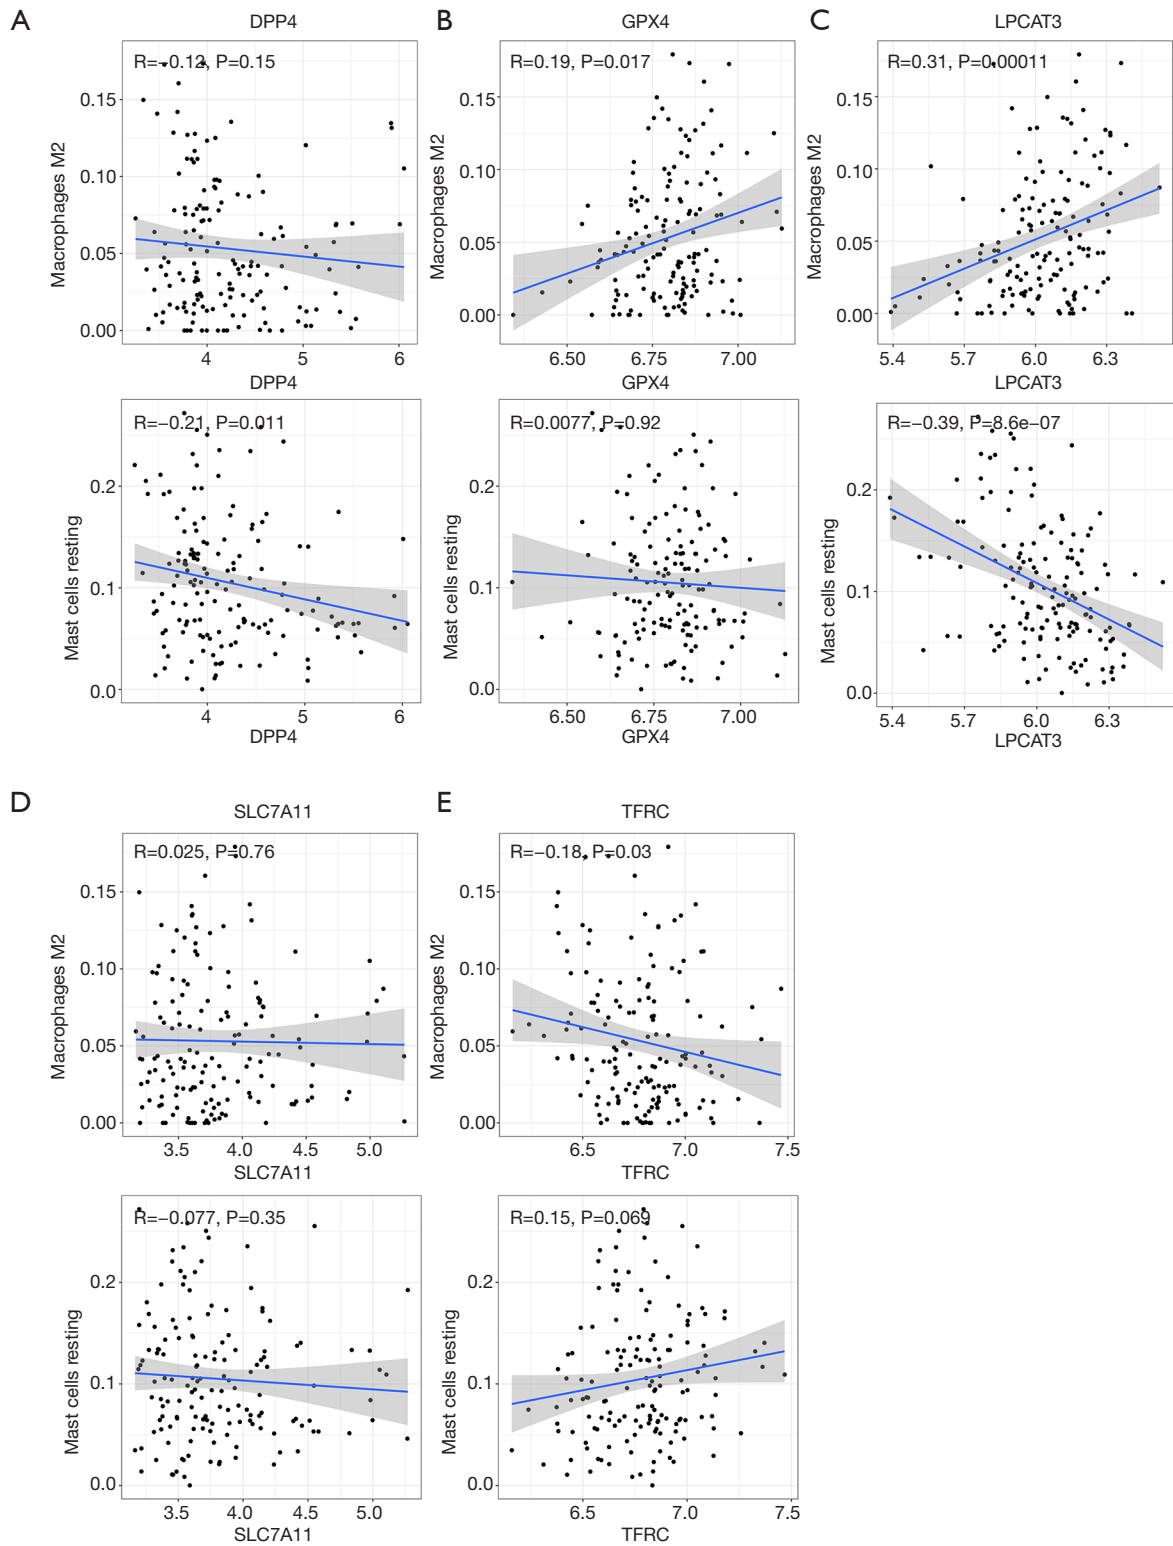 A
DPP4
R=−0.12, P=0.15
Macrophages M2
0.15
0.10
0.05
0.00
4 5 6
DPP4
R=−0.21, P=0.011
Mast cells resting
0.2
0.1
0.0
4 5 6
DPP4
B
GPX4
R=0.19, P=0.017
Macrophages M2
0.15
0.10
0.05
0.00
6.50 6.75 7.00
GPX4
R=0.0077, P=0.92
Mast cells resting
0.2
0.1
0.0
6.50 6.75 7.00
GPX4
C
LPCAT3
R=0.31, P=0.00011
Macrophages M2
0.15
0.10
0.05
0.00
5.4 5.7 6.0 6.3
LPCAT3
R=−0.39, P=8.6e−07
Mast cells resting
0.2
0.1
0.0
5.4 5.7 6.0 6.3
LPCAT3
D
SLC7A11
R=0.025, P=0.76
Macrophages M2
0.15
0.10
0.05
0.00
3.5 4.0 4.5 5.0
SLC7A11
R=−0.077, P=0.35
Mast cells resting
0.2
0.1
0.0
3.5 4.0 4.5 5.0
SLC7A11
E
TFRC
R=−0.18, P=0.03
Macrophages M2
0.15
0.10
0.05
0.00
6.5 7.0 7.5
TFRC
R=0.15, P=0.069
Mast cells resting
0.2
0.1
0.0
6.5 7.0 7.5
TFRC